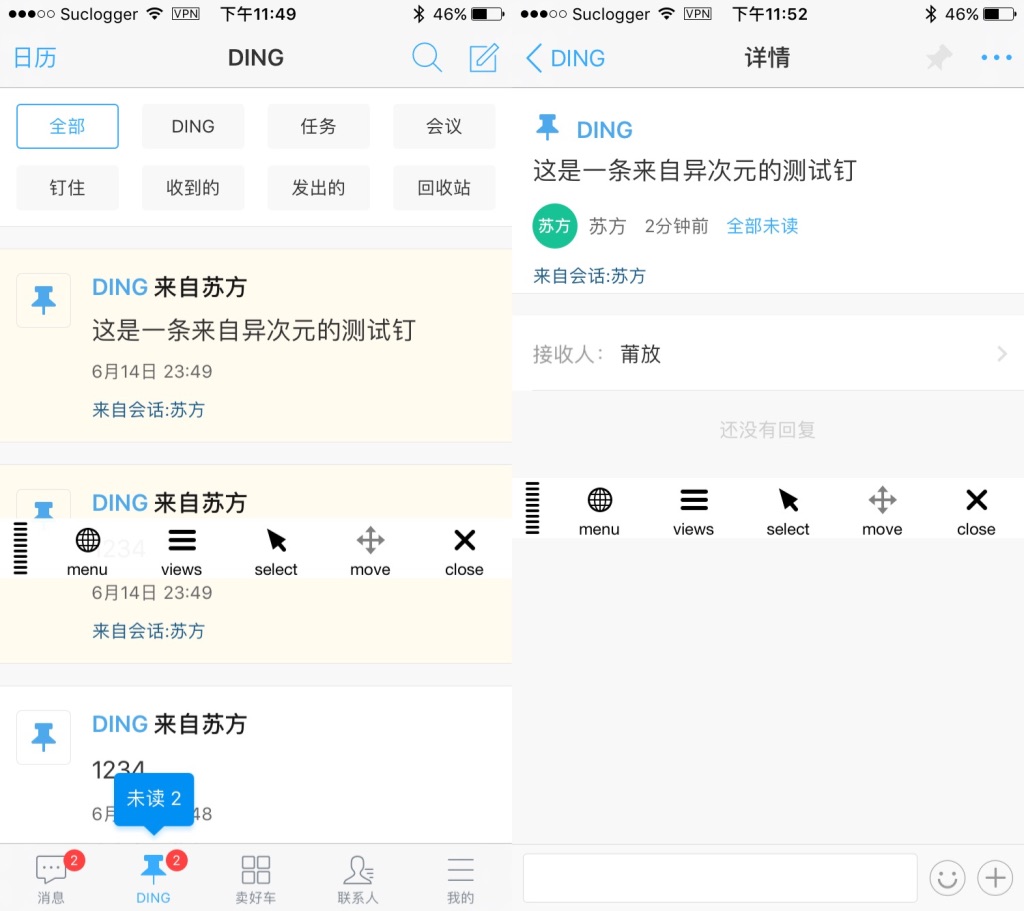 Suclogger VPN 下午11:49 46%
日历 DING
全部 DING 任务 会议
钉住 收到的 发出的 回收站
DING 来自苏方
这是一条来自异次元的测试钉
6月14日 23:49
来自会话:苏方
DING 来自苏方
1234
menu views select move close
6月14日 23:49
来自会话:苏方
DING 来自苏方
1234
未读 2
6月 48
2 2
消息 DING 卖好车 联系人 我的
Suclogger VPN 下午11:52 46%
DING 详情
DING
这是一条来自异次元的测试钉
苏方 苏方 2分钟前 全部未读
来自会话:苏方
接收人: 莆放
还没有回复
menu views select move close